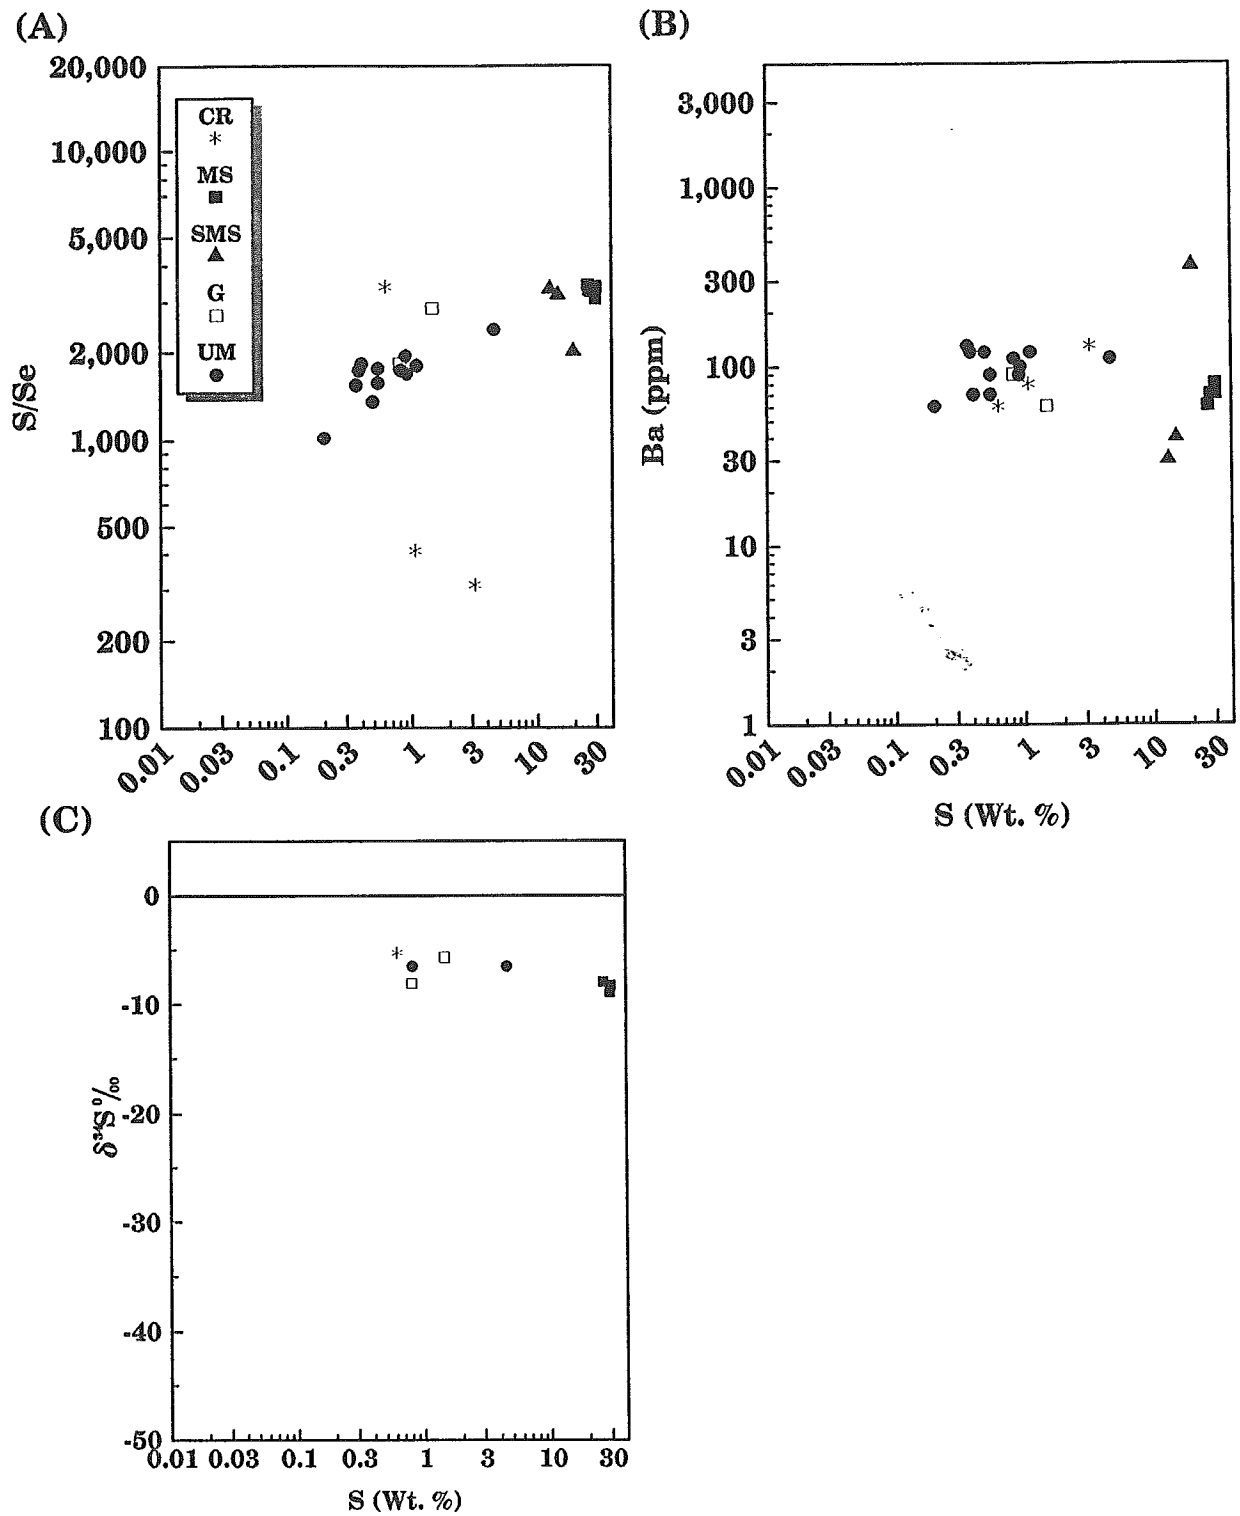 (A)
20,000
10,000
5,000
2,000
1,000
500
200
100
S/Se
CR
MS
SMS
G
UM
0.01 0.03 0.1 0.3 1 3 10 30
(B)
3,000
1,000
300
100
30
10
3
1
Ba (ppm)
0.01 0.03 0.1 0.3 1 3 10 30
S (Wt. %)
(C)
0
-10
-20
-30
-40
-50
δ³⁴S ‰
0.01 0.03 0.1 0.3 1 3 10 30
S (Wt. %)